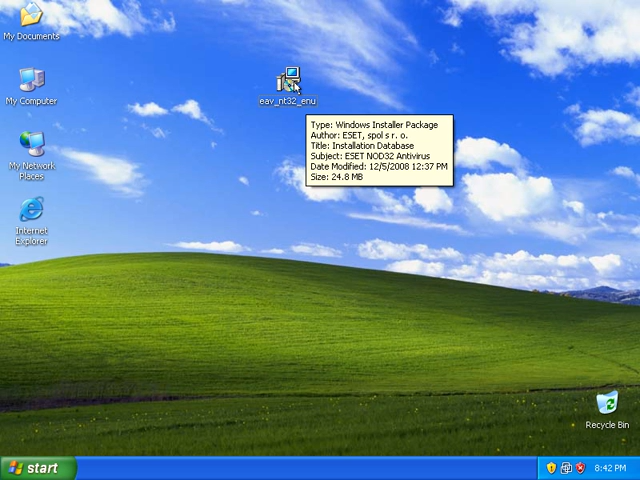 My Documents
My Computer
My Network
Places
Internet
Explorer
eav_nt32_enu
Type: Windows Installer Package
Author: ESET, spol s r. o.
Title: Installation Database
Subject: ESET NOD32 Antivirus
Date Modified: 12/5/2008 12:37 PM
Size: 24.8 MB
Recycle Bin
start
8:42 PM